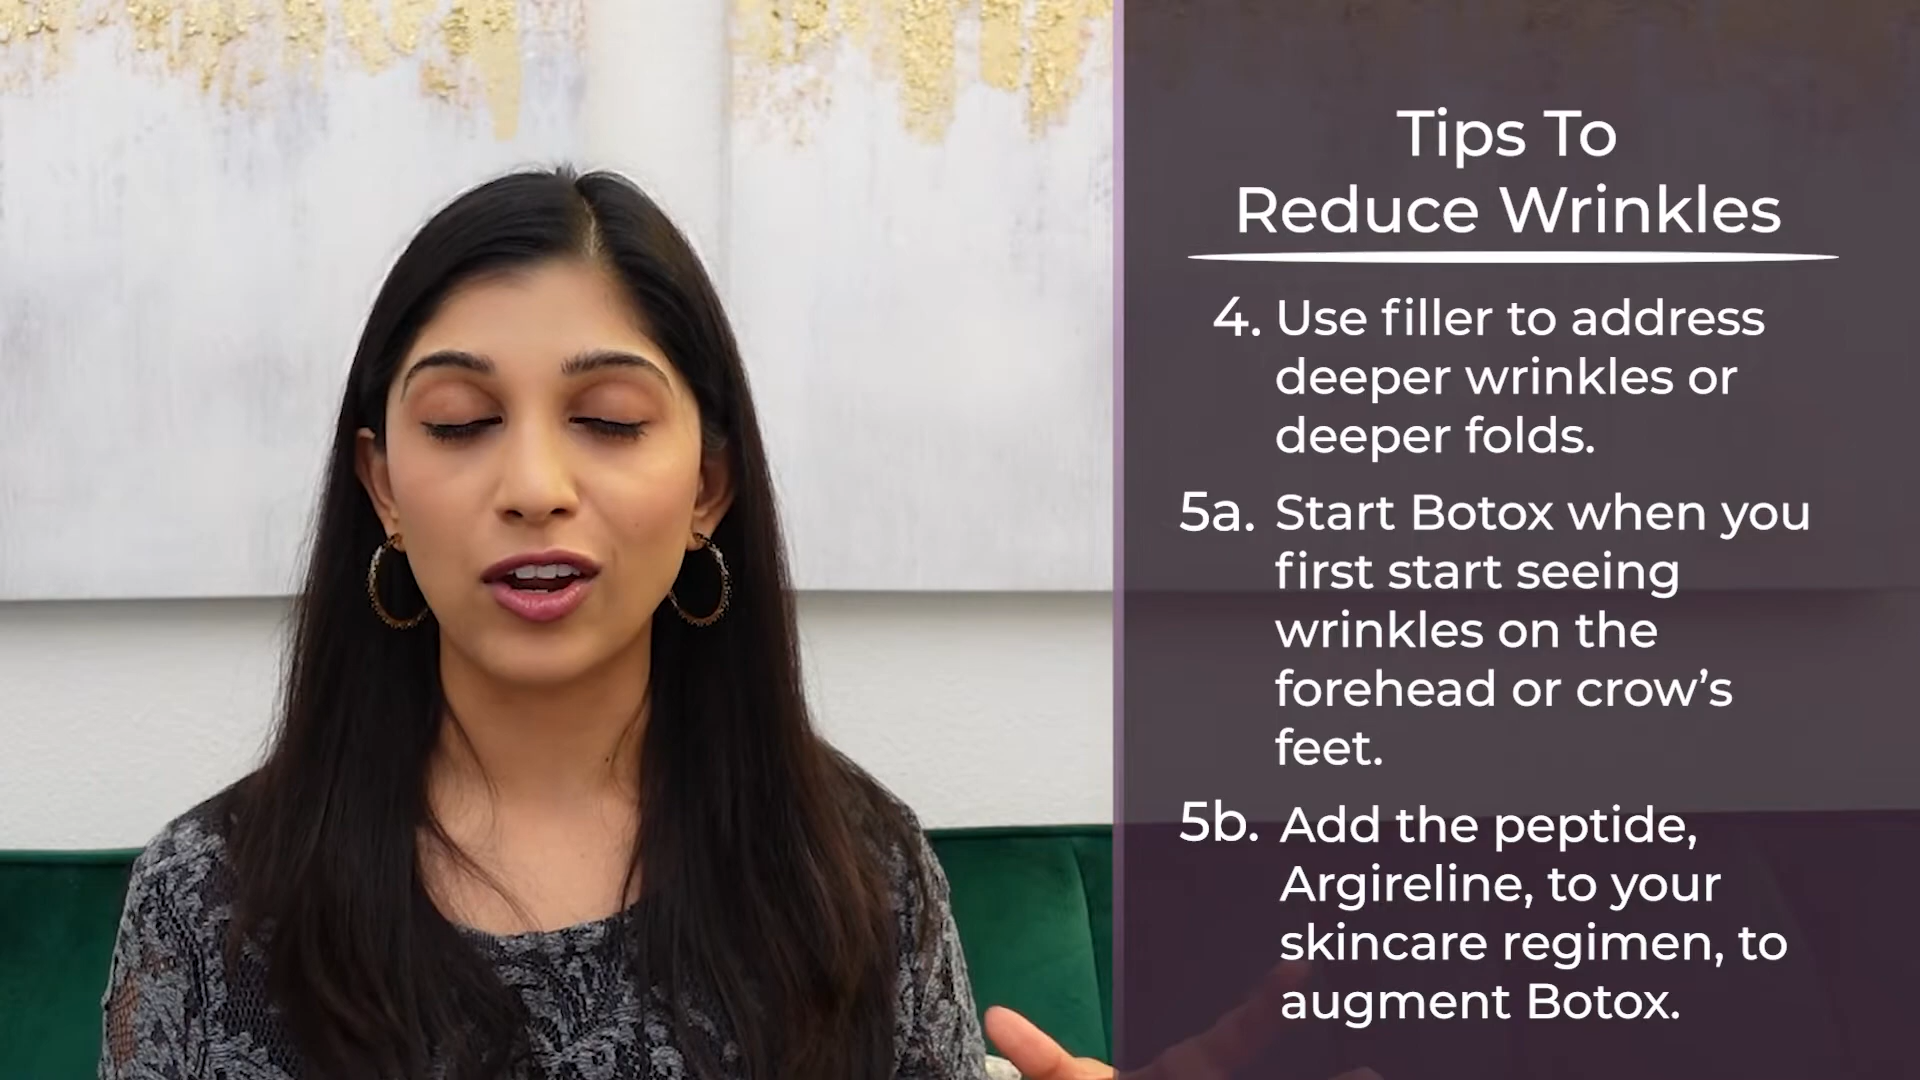 Tips To
Reduce Wrinkles
4. Use filler to address
deeper wrinkles or
deeper folds.
5a. Start Botox when you
first start seeing
wrinkles on the
forehead or crow’s
feet.
5b. Add the peptide,
Argireline, to your
skincare regimen, to
augment Botox.